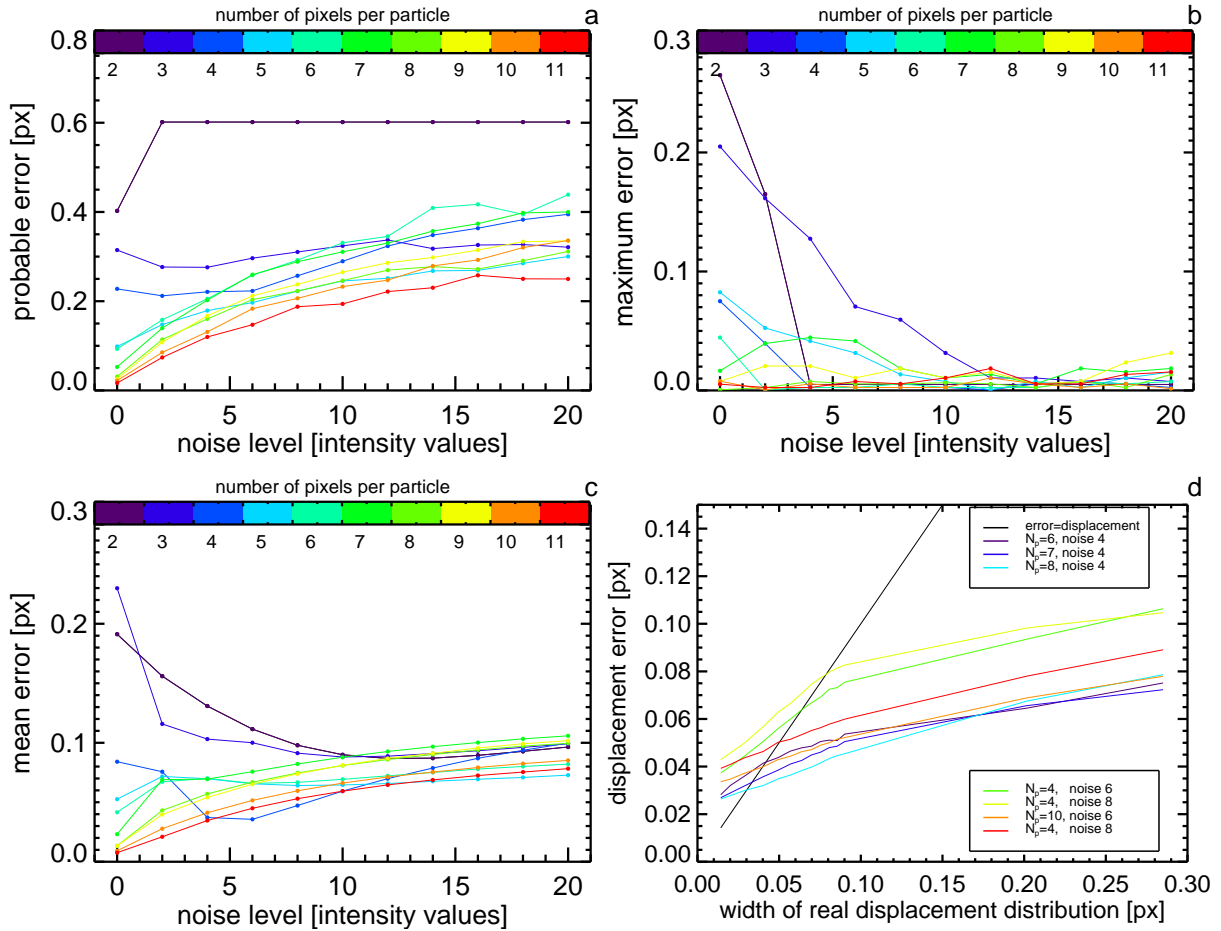 number of pixels per particle
a
0.8
2 3 4 5 6 7 8 9 10 11
0.6
0.4
0.2
0.0
probable error [px]
0 5 10 15 20
noise level [intensity values]
number of pixels per particle
b
0.3
2 3 4 5 6 7 8 9 10 11
0.2
0.1
0.0
maximum error [px]
0 5 10 15 20
noise level [intensity values]
number of pixels per particle
c
0.3
2 3 4 5 6 7 8 9 10 11
0.2
0.1
0.0
mean error [px]
0 5 10 15 20
noise level [intensity values]
d
0.14
0.12
0.10
0.08
0.06
0.04
0.02
0.00
displacement error [px]
error=displacement
Np=6, noise 4
Np=7, noise 4
Np=8, noise 4
Np=4, noise 6
Np=4, noise 8
Np=10, noise 6
Np=4, noise 8
0.00 0.05 0.10 0.15 0.20 0.25 0.30
width of real displacement distribution [px]